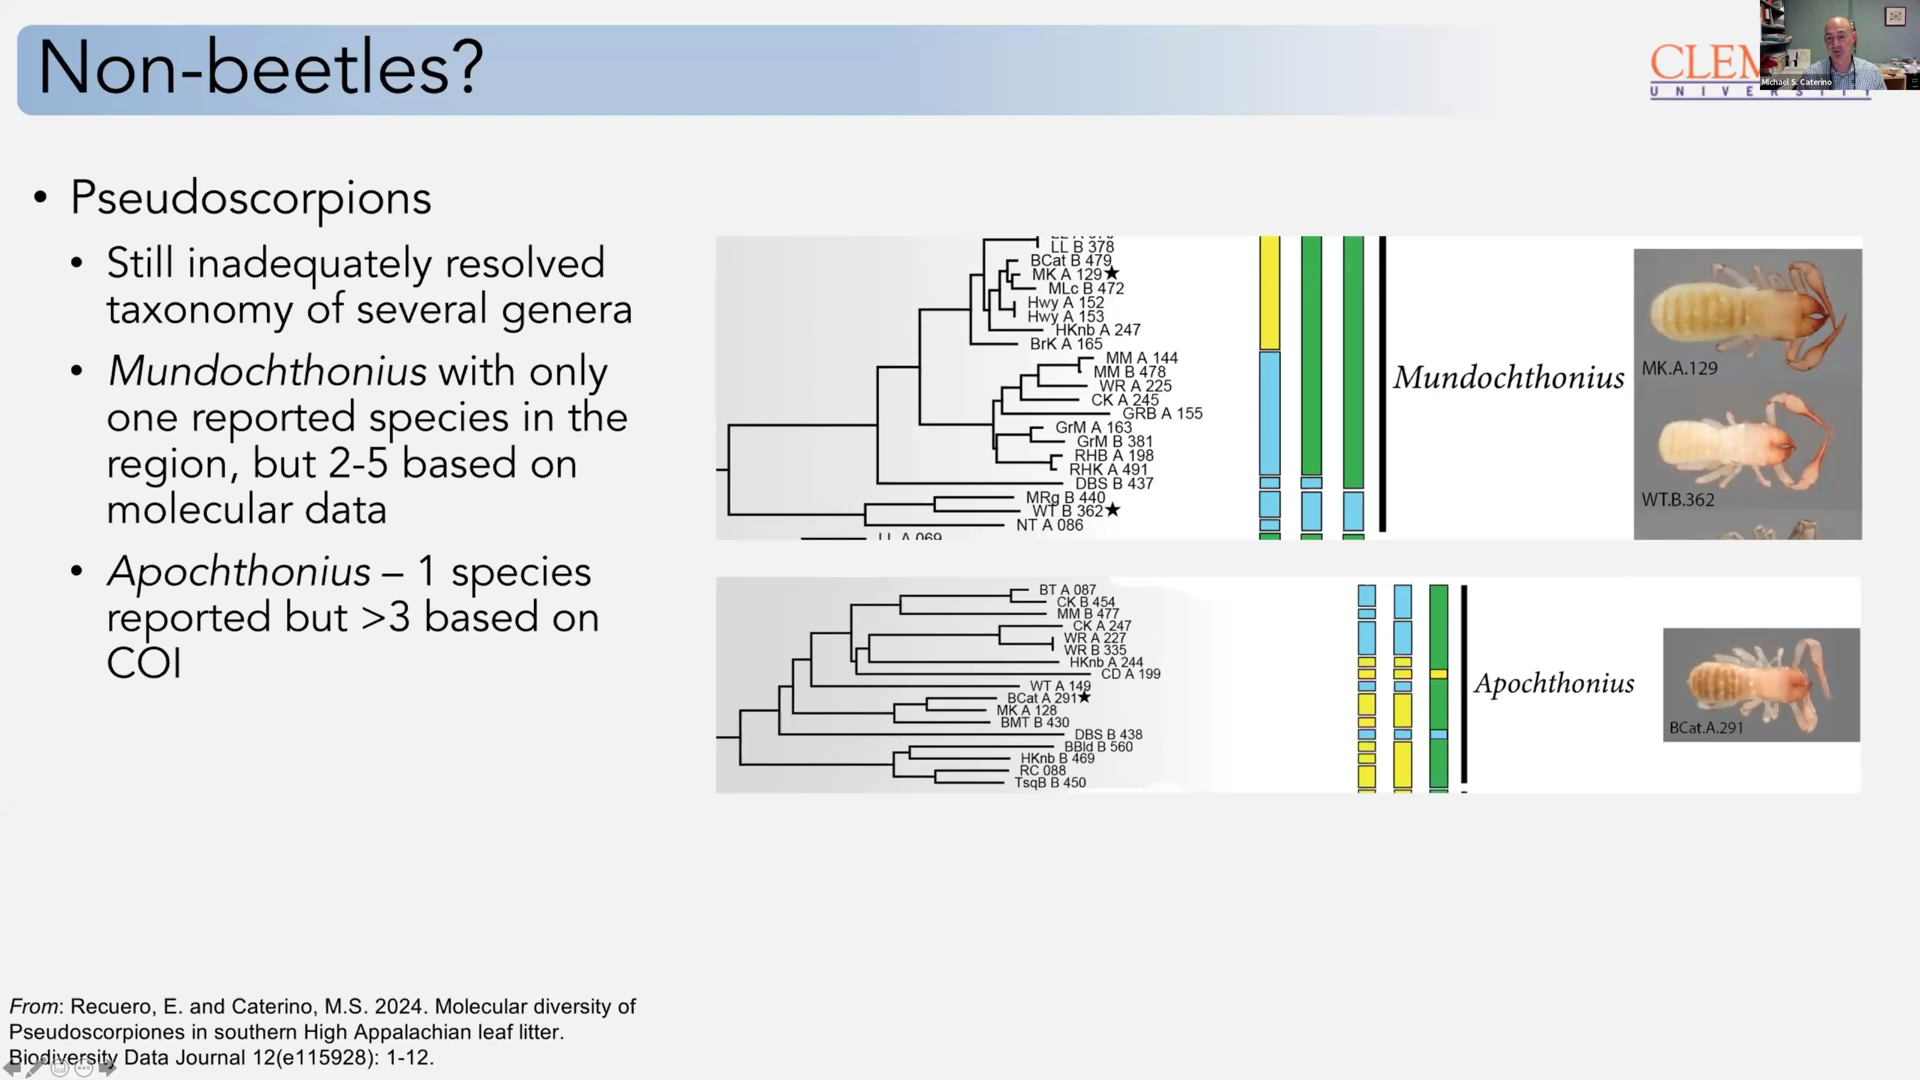 Non-beetles?
CLEM
UNIVERSITY
Michael S. Caterino
• Pseudoscorpions
• Still inadequately resolved
taxonomy of several genera
• Mundochthonius with only
one reported species in the
region, but 2-5 based on
molecular data
• Apochthonius – 1 species
reported but >3 based on
COI
LL B 378
BCat B 479
MK A 129★
MLc B 472
Hwy A 152
Hwy A 153
HKnb A 247
BrK A 165
MM A 144
MM B 478
WR A 225
CK A 245
GRB A 155
GrM A 163
GrM B 381
RHB A 198
RHK A 491
DBS B 437
MRg B 440
WT B 362★
NT A 086
LL A 069
Mundochthonius
MK.A.129
WT.B.362
BT A 087
CK B 454
MM B 477
CK A 247
WR A 227
WR B 335
HKnb A 244
CD A 199
WT A 149
BCat A 291★
MK A 128
BMT B 430
DBS B 438
BBld B 560
HKnb B 469
RC 088
TsqB B 450
Apochthonius
BCat.A.291
From: Recuero, E. and Caterino, M.S. 2024. Molecular diversity of
Pseudoscorpiones in southern High Appalachian leaf litter.
Biodiversity Data Journal 12(e115928): 1-12.